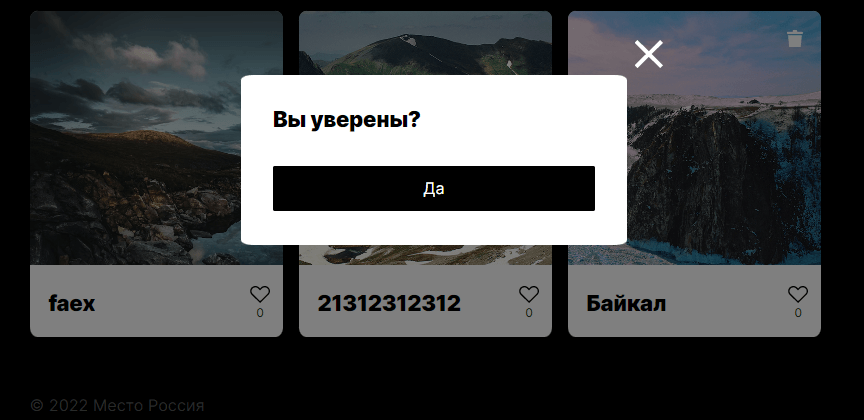 Вы уверены?
Да
faex
0
21312312312
0
Байкал
0
© 2022 Место Россия